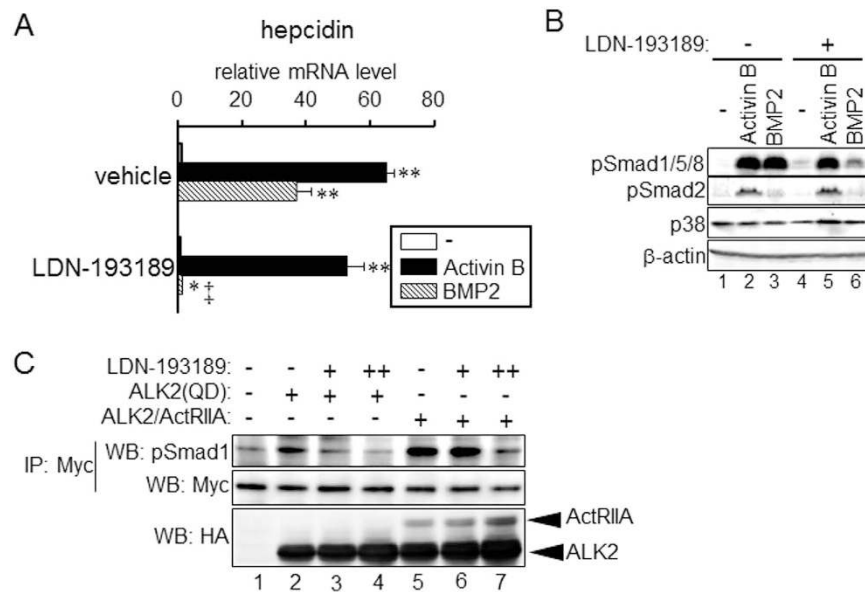 A
hepcidin
relative mRNA level
0 20 40 60 80
vehicle
**
**
LDN-193189
**
* ‡
-
Activin B
BMP2
B
LDN-193189: - +
- Activin B BMP2 - Activin B BMP2
pSmad1/5/8
pSmad2
p38
β-actin
1 2 3 4 5 6
C
LDN-193189: - - + ++ - + ++
ALK2(QD): - + + + - - -
ALK2/ActRIIA: - - - - + + +
IP: Myc
WB: pSmad1
WB: Myc
WB: HA
ActRIIA
ALK2
1 2 3 4 5 6 7